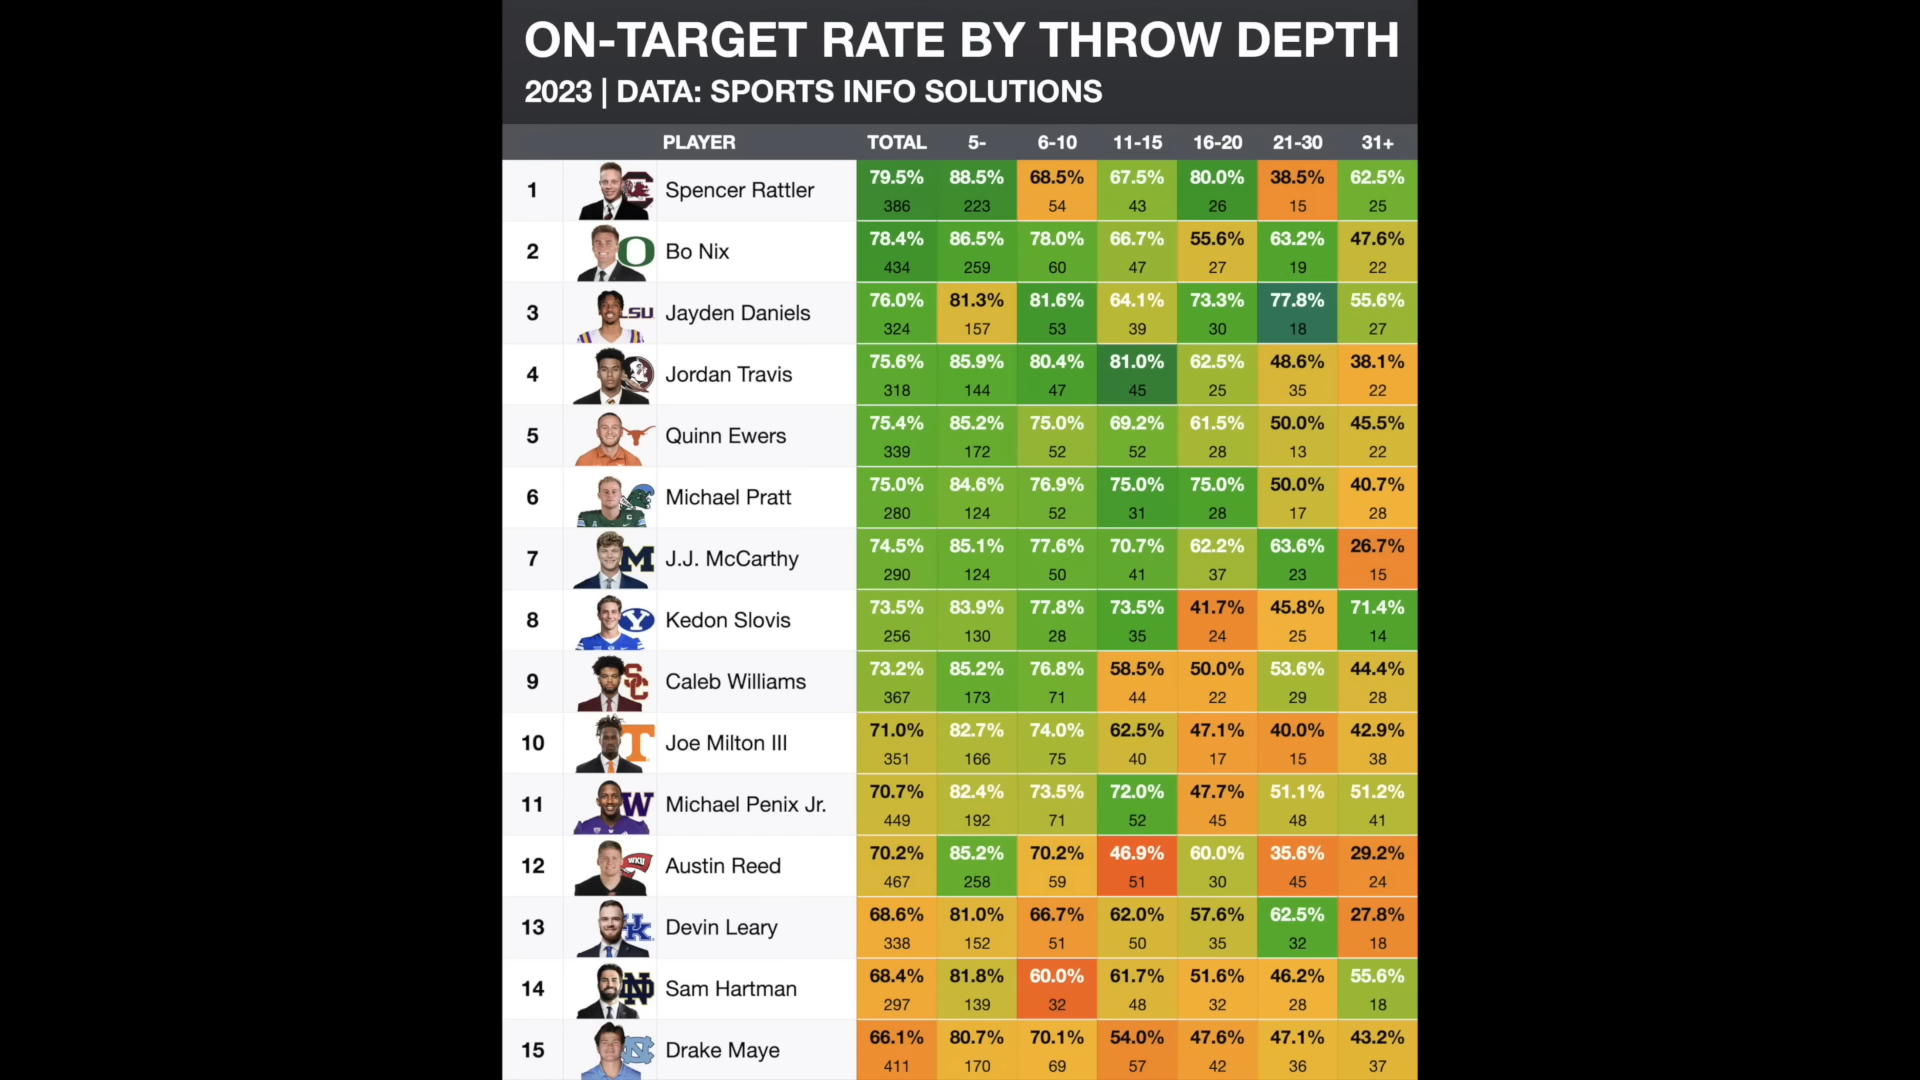 ON-TARGET RATE BY THROW DEPTH
2023 | DATA: SPORTS INFO SOLUTIONS
PLAYER TOTAL 5- 6-10 11-15 16-20 21-30 31+
1 Spencer Rattler 79.5% 88.5% 68.5% 67.5% 80.0% 38.5% 62.5%
386 223 54 43 26 15 25
2 Bo Nix 78.4% 86.5% 78.0% 66.7% 55.6% 63.2% 47.6%
434 259 60 47 27 19 22
LSU
3 Jayden Daniels 76.0% 81.3% 81.6% 64.1% 73.3% 77.8% 55.6%
324 157 53 39 30 18 27
4 Jordan Travis 75.6% 85.9% 80.4% 81.0% 62.5% 48.6% 38.1%
318 144 47 45 25 35 22
5 Quinn Ewers 75.4% 85.2% 75.0% 69.2% 61.5% 50.0% 45.5%
339 172 52 52 28 13 22
6 Michael Pratt 75.0% 84.6% 76.9% 75.0% 75.0% 50.0% 40.7%
280 124 52 31 28 17 28
M
7 J.J. McCarthy 74.5% 85.1% 77.6% 70.7% 62.2% 63.6% 26.7%
290 124 50 41 37 23 15
Y
8 Kedon Slovis 73.5% 83.9% 77.8% 73.5% 41.7% 45.8% 71.4%
256 130 28 35 24 25 14
SC
9 Caleb Williams 73.2% 85.2% 76.8% 58.5% 50.0% 53.6% 44.4%
367 173 71 44 22 29 28
T
10 Joe Milton III 71.0% 82.7% 74.0% 62.5% 47.1% 40.0% 42.9%
351 166 75 40 17 15 38
W
11 Michael Penix Jr. 70.7% 82.4% 73.5% 72.0% 47.7% 51.1% 51.2%
449 192 71 52 45 48 41
WKU
12 Austin Reed 70.2% 85.2% 70.2% 46.9% 60.0% 35.6% 29.2%
467 258 59 51 30 45 24
UK
13 Devin Leary 68.6% 81.0% 66.7% 62.0% 57.6% 62.5% 27.8%
338 152 51 50 35 32 18
ND
14 Sam Hartman 68.4% 81.8% 60.0% 61.7% 51.6% 46.2% 55.6%
297 139 32 48 32 28 18
NC
15 Drake Maye 66.1% 80.7% 70.1% 54.0% 47.6% 47.1% 43.2%
411 170 69 57 42 36 37